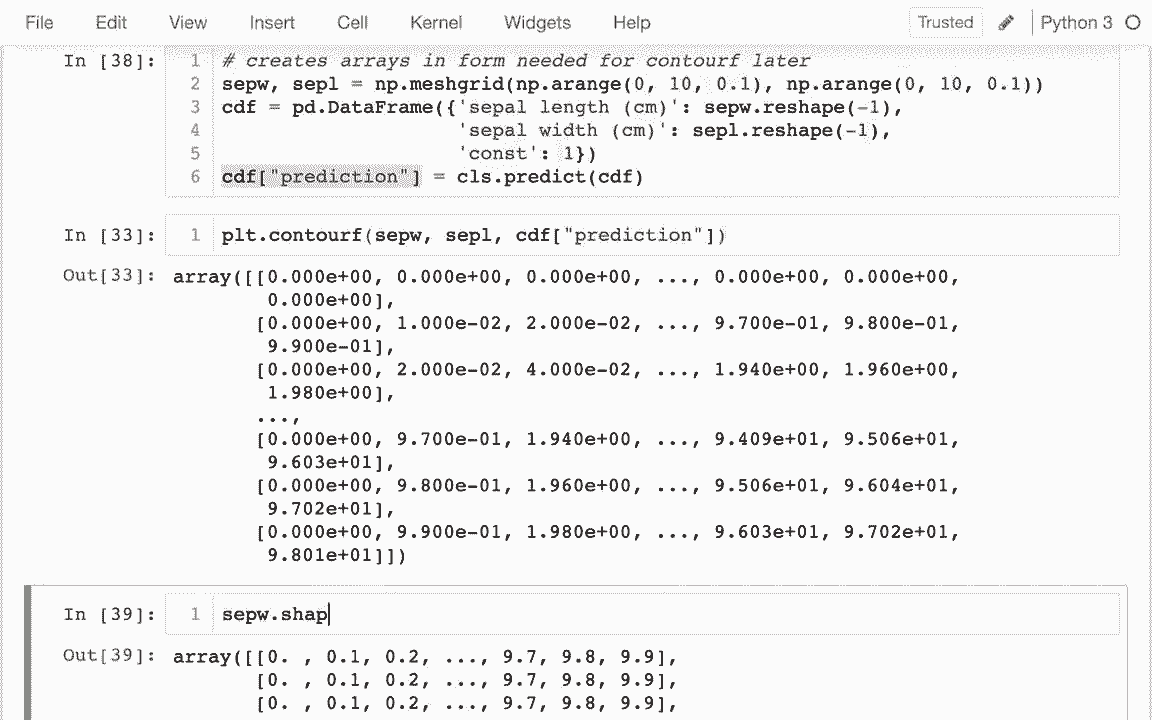 File Edit View Insert Cell Kernel Widgets Help Trusted Python 3
In [38]: 1 # creates arrays in form needed for contourf later
2 sepw, sepl = np.meshgrid(np.arange(0, 10, 0.1), np.arange(0, 10, 0.1))
3 cdf = pd.DataFrame({'sepal length (cm)': sepw.reshape(-1),
4 'sepal width (cm)': sepl.reshape(-1),
5 'const': 1})
6 cdf["prediction"] = cls.predict(cdf)
In [33]: 1 plt.contourf(sepw, sepl, cdf["prediction"])
Out[33]: array([[0.000e+00, 0.000e+00, 0.000e+00, ..., 0.000e+00, 0.000e+00,
0.000e+00],
[0.000e+00, 1.000e-02, 2.000e-02, ..., 9.700e-01, 9.800e-01,
9.900e-01],
[0.000e+00, 2.000e-02, 4.000e-02, ..., 1.940e+00, 1.960e+00,
1.980e+00],
...,
[0.000e+00, 9.700e-01, 1.940e+00, ..., 9.409e+01, 9.506e+01,
9.603e+01],
[0.000e+00, 9.800e-01, 1.960e+00, ..., 9.506e+01, 9.604e+01,
9.702e+01],
[0.000e+00, 9.900e-01, 1.980e+00, ..., 9.603e+01, 9.702e+01,
9.801e+01]])
In [39]: 1 sepw.shap
Out[39]: array([[0. , 0.1, 0.2, ..., 9.7, 9.8, 9.9],
[0. , 0.1, 0.2, ..., 9.7, 9.8, 9.9],
[0. , 0.1, 0.2, ..., 9.7, 9.8, 9.9],